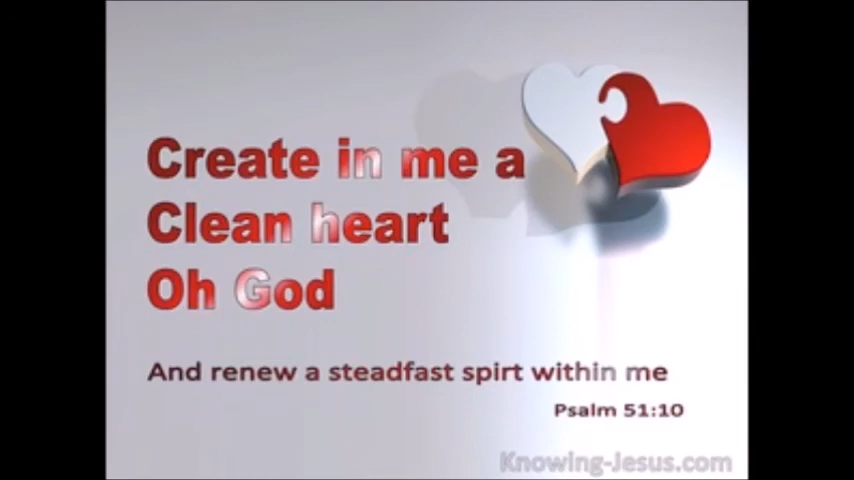 Create in me a
Clean heart
Oh God
And renew a steadfast spirt within me
Psalm 51:10
Knowing-Jesus.com